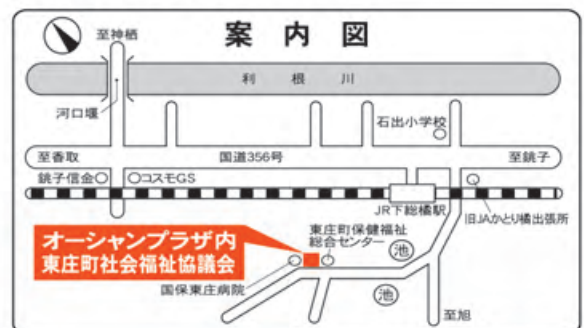 案内図
至神栖
利根川
河口堰
石出小学校
至香取
国道356号
至銚子
銚子信金
コスモGS
JR下総橘駅
旧JAかとり橘出張所
オーシャンプラザ内
東庄町社会福祉協議会
東庄町保健福祉
総合センター
池
国保東庄病院
池
至旭